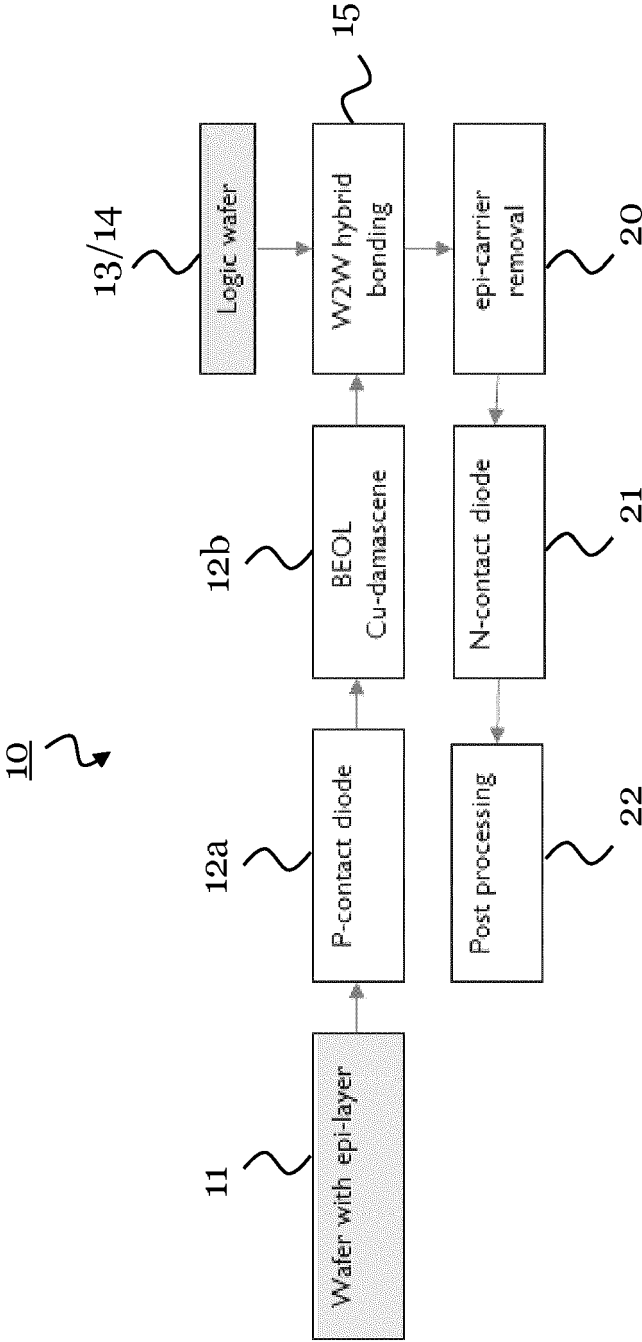 10
11
Wafer with epi-layer
12a
P-contact diode
12b
BEOL
Cu-damascene
13/14
Logic wafer
15
W2W hybrid
bonding
20
epi-carrier
removal
21
N-contact diode
22
Post processing